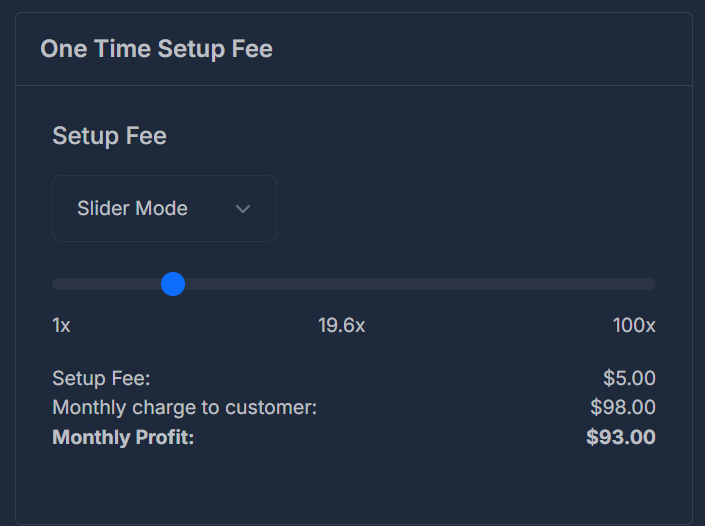 One Time Setup Fee
Setup Fee
Slider Mode
1x 19.6x 100x
Setup Fee: $5.00
Monthly charge to customer: $98.00
Monthly Profit: $93.00